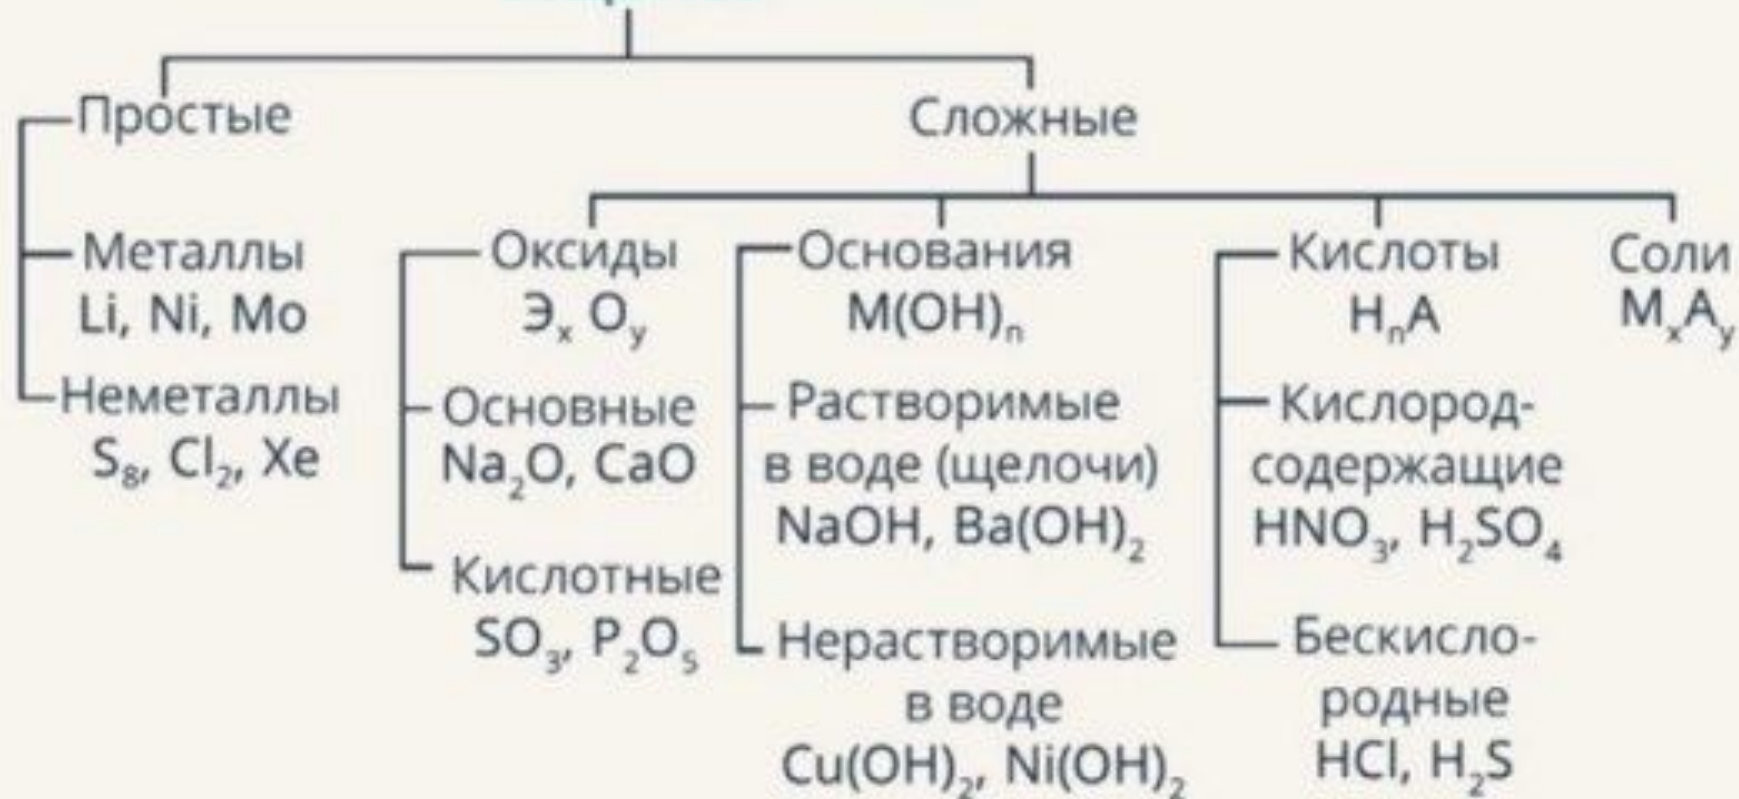 Простые
Сложные
Металлы
Li, Ni, Mo
Неметаллы
S₈, Cl₂, Xe
Оксиды
Эₓ Oᵧ
Основные
Na₂O, CaO
Кислотные
SO₃, P₂O₅
Основания
M(OH)ₙ
Растворимые
в воде (щелочи)
NaOH, Ba(OH)₂
Нерастворимые
в воде
Cu(OH)₂, Ni(OH)₂
Кислоты
HₙA
Кислород-
содержащие
HNO₃, H₂SO₄
Бескисло-
родные
HCl, H₂S
Соли
MₓAᵧ